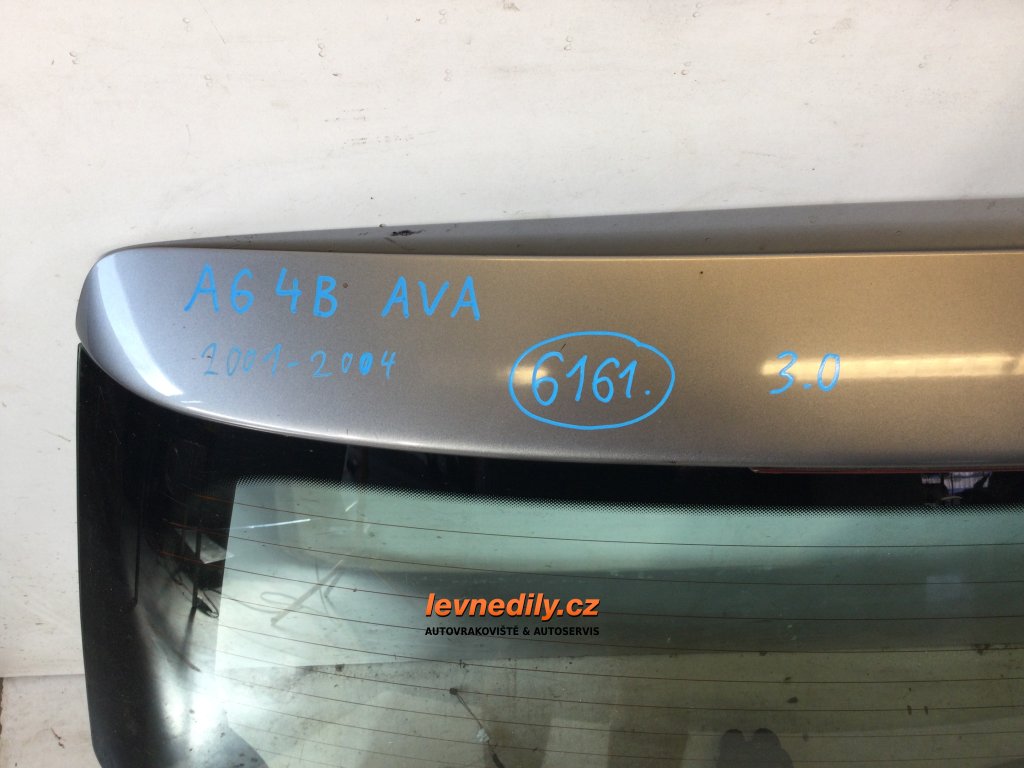 A6 4B AVA
2001-2004
6161.
3.0
levnedily.cz
AUTOVRAKOVIŠTĚ & AUTOSERVIS